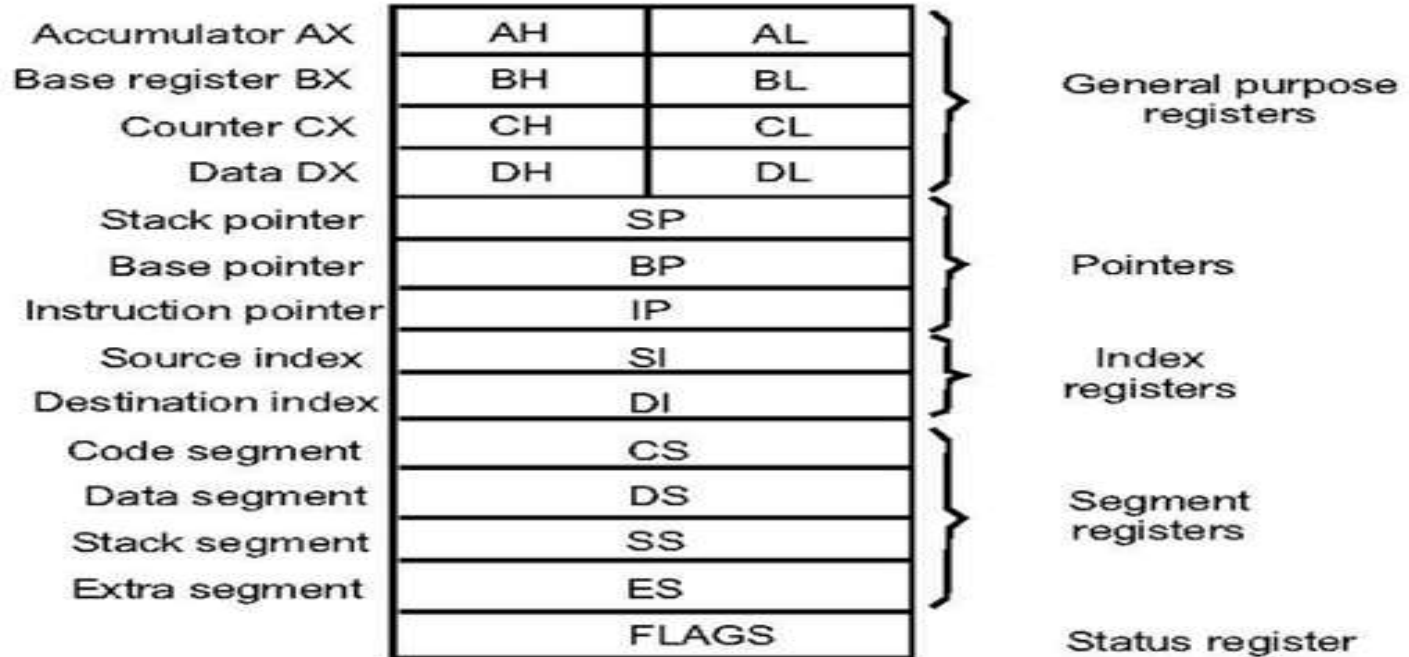 Accumulator AX AH AL
Base register BX BH BL
Counter CX CH CL
Data DX DH DL
General purpose
registers
Stack pointer SP
Base pointer BP
Instruction pointer IP
Pointers
Source index SI
Destination index DI
Index
registers
Code segment CS
Data segment DS
Stack segment SS
Extra segment ES
Segment
registers
FLAGS Status register